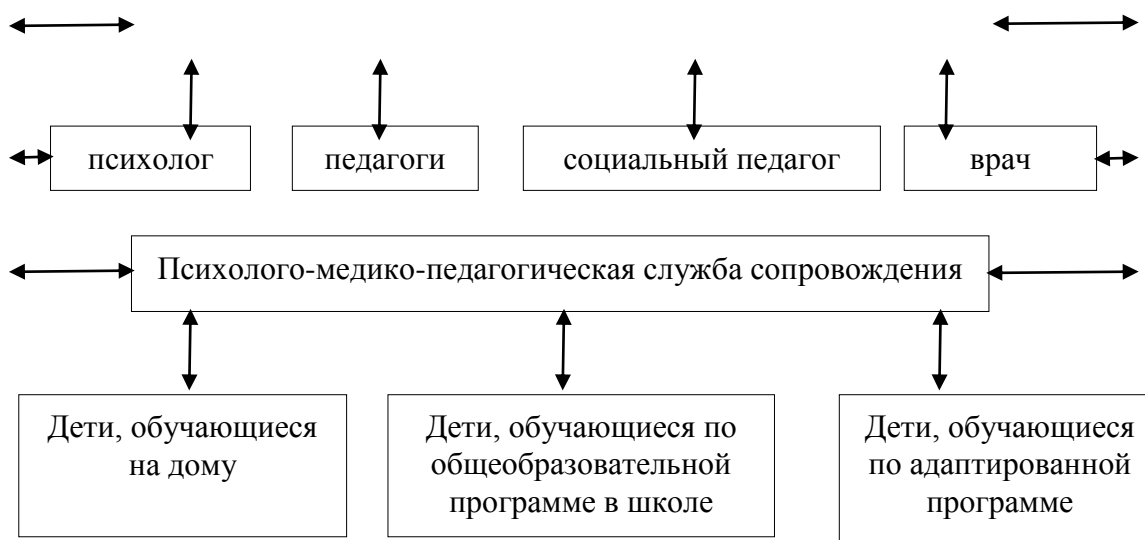 психолог педагоги социальный педагог врач
Психолого-медико-педагогическая служба сопровождения
Дети, обучающиеся
на дому
Дети, обучающиеся по
общеобразовательной
программе в школе
Дети, обучающиеся
по адаптированной
программе